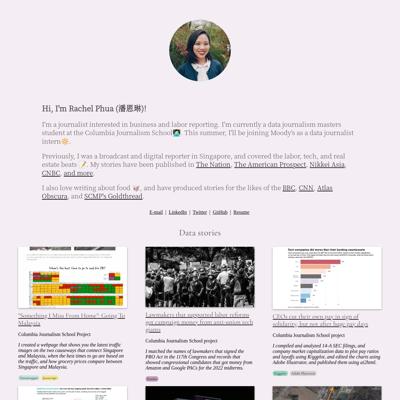 Hi, I'm Rachel Phua (潘恩琳)!
I'm a journalist interested in business and labor reporting. I'm currently a data journalism masters
student at the Columbia Journalism School👩🏻‍💻 This summer, I'll be joining Moody's as a data journalist
intern🔆.
Previously, I was a broadcast and digital reporter in Singapore, and covered the labor, tech, and real
estate beats 📝. My stories have been published in The Nation, The American Prospect, Nikkei Asia,
CNBC, and more.
I also love writing about food 🥡, and have produced stories for the likes of the BBC, CNN, Atlas
Obscura, and SCMP's Goldthread.
E-mail | LinkedIn | Twitter | GitHub | Resume
Data stories
"Something I Miss From Home": Going To
Malaysia
Columbia Journalism School Project
I created a webpage that shows you the latest traffic
images on the two causeways that connect Singapore
and Malaysia, when the best times to go are based on
the traffic, and how grocery prices compare between
Singapore and Malaysia.
Lawmakers that supported labor reforms
got campaign money from anti-union tech
giants
Columbia Journalism School Project
I matched the names of lawmakers that signed the
PRO Act in the 117th Congress and records that
showed congressional candidates that got money from
Amazon and Google PACs for the 2022 midterms.
CEOs cut their own pay in sign of
solidarity, but not after huge pay days
Columbia Journalism School project.
I compiled and analyzed 14-A SEC filings, and
company market capitalization data to plot pay ratios
and layoffs using R/ggplot, and edited the charts using
Adobe Illustrator, and published them using ai2html.